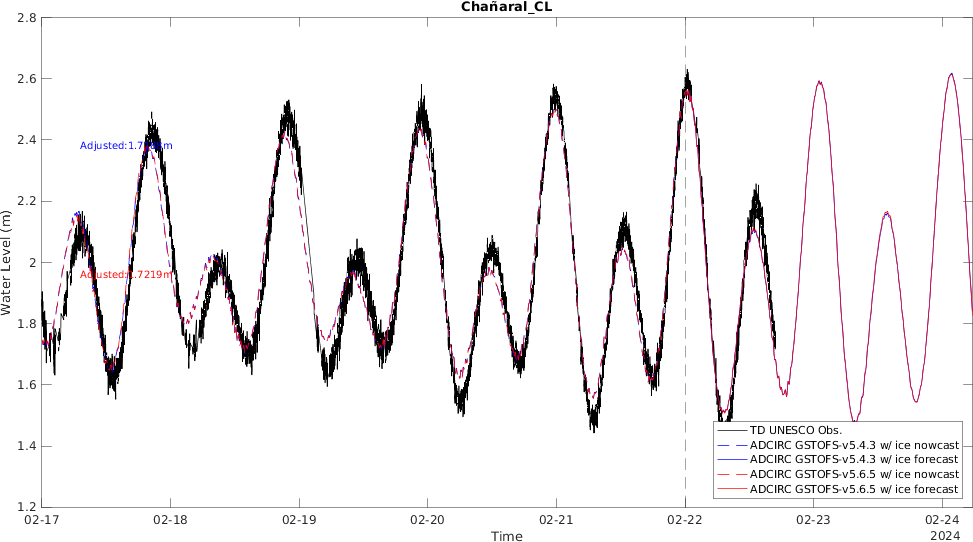 Chañaral_CL
Water Level (m)
2.8
2.6
2.4
2.2
2
1.8
1.6
1.4
1.2
Adjusted:1.7
Adjusted:1.7219m
TD UNESCO Obs.
ADCIRC GSTOFS-v5.4.3 w/ ice nowcast
ADCIRC GSTOFS-v5.4.3 w/ ice forecast
ADCIRC GSTOFS-v5.6.5 w/ ice nowcast
ADCIRC GSTOFS-v5.6.5 w/ ice forecast
02-17 02-18 02-19 02-20 02-21 02-22 02-23 02-24
Time
2024